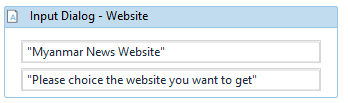 Input Dialog - Website
"Myanmar News Website"
"Please choice the website you want to get"